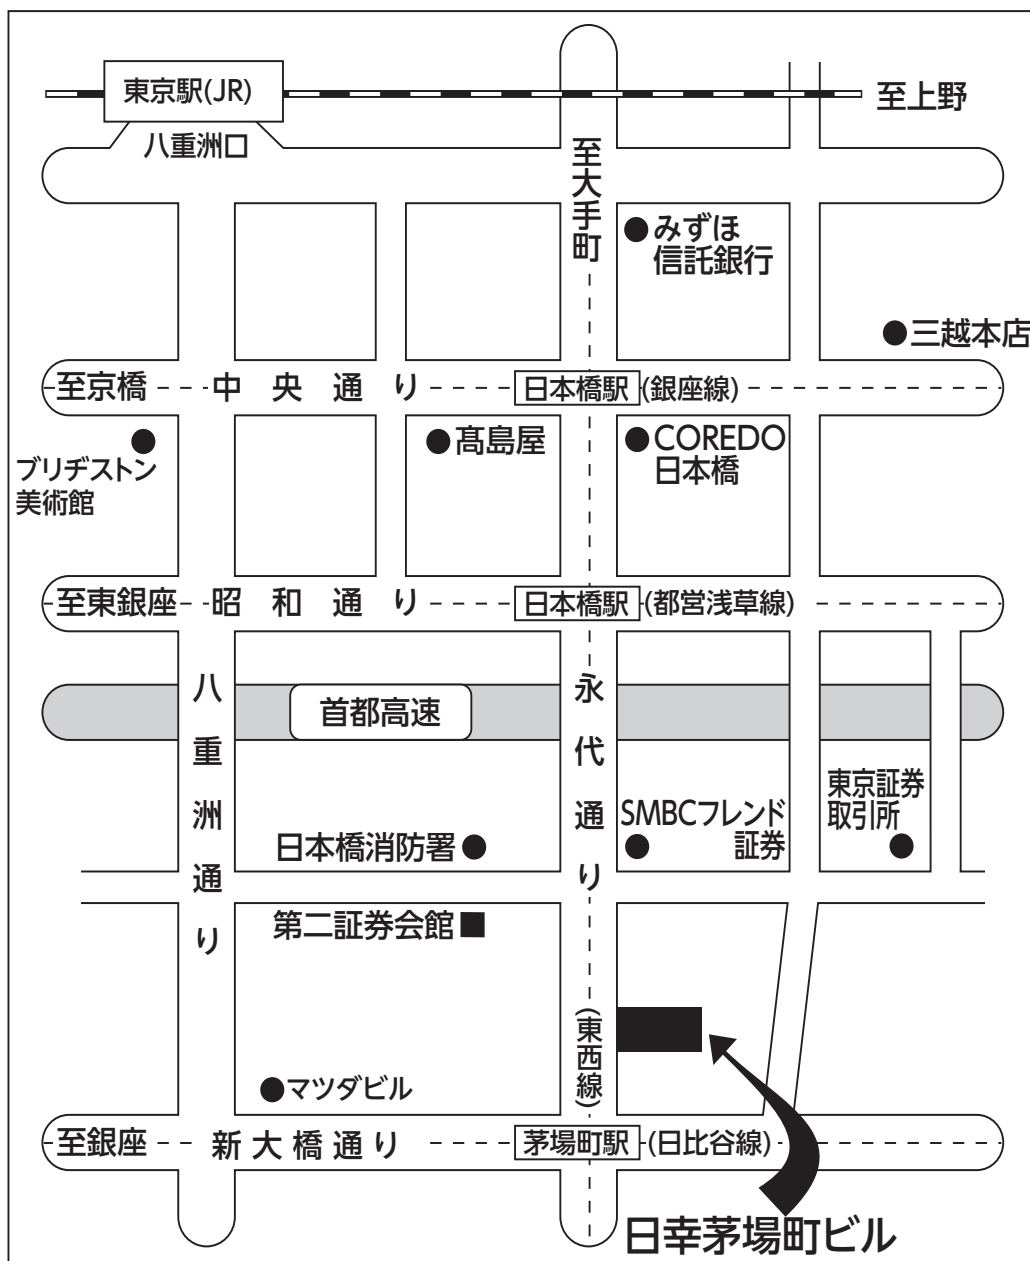 東京駅(JR)
至上野
八重洲口
至大手町
みずほ
信託銀行
三越本店
至京橋
中央通り
日本橋駅
(銀座線)
ブリヂストン
美術館
髙島屋
COREDO
日本橋
至東銀座
昭和通り
日本橋駅
(都営浅草線)
八重洲通り
首都高速
永代通り
東京証券
取引所
SMBCフレンド
証券
日本橋消防署
第二証券会館
(東西線)
マツダビル
至銀座
新大橋通り
茅場町駅
(日比谷線)
日幸茅場町ビル